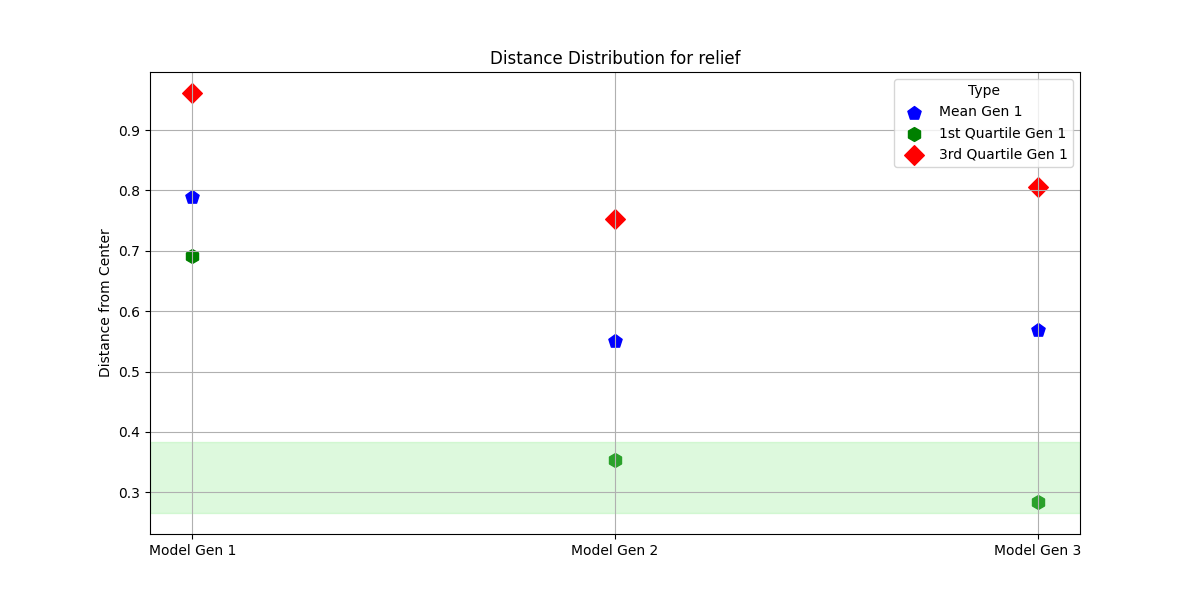 Distance Distribution for relief
Type
Mean Gen 1
1st Quartile Gen 1
3rd Quartile Gen 1
Distance from Center
0.9
0.8
0.7
0.6
0.5
0.4
0.3
Model Gen 1
Model Gen 2
Model Gen 3